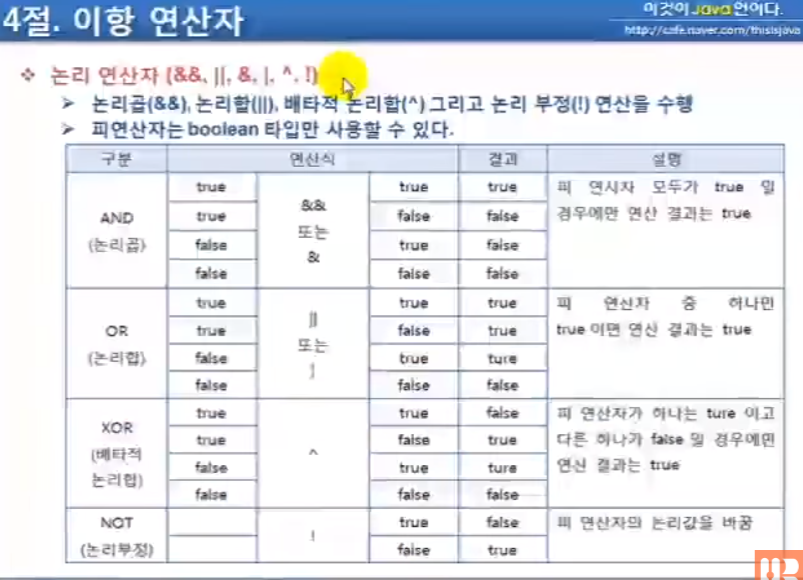 4절. 이항 연산자
이것이 Java 언어이다.
http://cafe.naver.com/thisisjava
❖ 논리 연산자 (&&, ||, &, |, ^, !)
➢ 논리곱(&&), 논리합(||), 배타적 논리합(^) 그리고 논리 부정(!) 연산을 수행
➢ 피연산자는 boolean 타입만 사용할 수 있다.
구분 연산식 결과 설명
AND
(논리곱)
true && 또는 & true true
true false false
false true false
false false false
피 연시자 모두가 true 일
경우에만 연산 결과는 true
OR
(논리합)
true || 또는 | true true
true false true
false true ture
false false false
피 연산자 중 하나만
true 이면 연산 결과는 true
XOR
(배타적
논리합)
true ^ true false
true false true
false true ture
false false false
피 연산자가 하나는 ture 이고
다른 하나가 false 일 경우에만
연산 결과는 true
NOT
(논리부정)
! true false
false true
피 연산자의 논리값을 바꿈